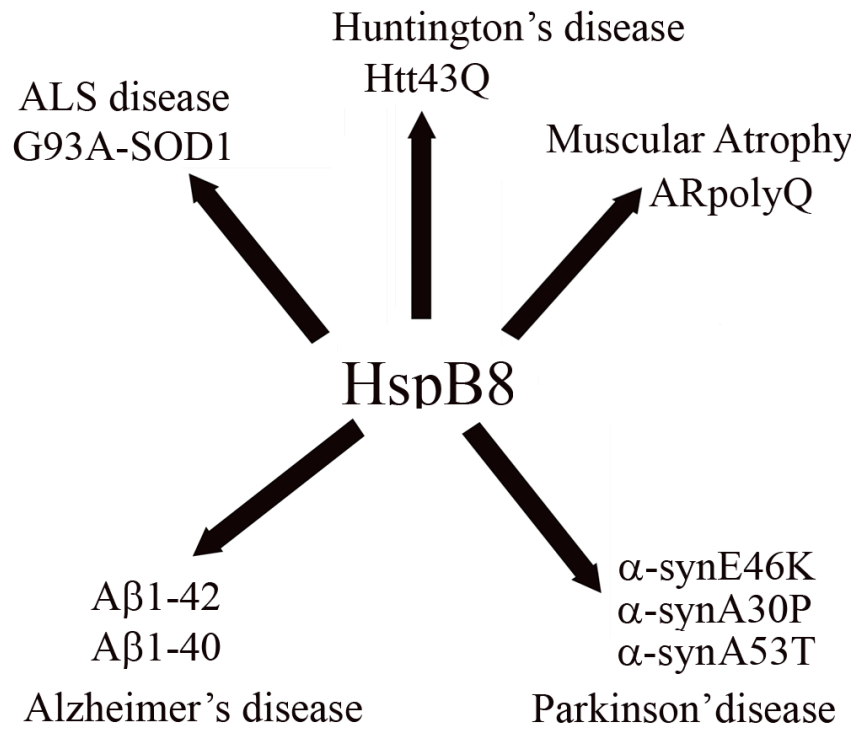 Huntington’s disease
Htt43Q
ALS disease
G93A-SOD1
Muscular Atrophy
ARpolyQ
HspB8
Aβ1-42
Aβ1-40
Alzheimer’s disease
α-synE46K
α-synA30P
α-synA53T
Parkinson’disease